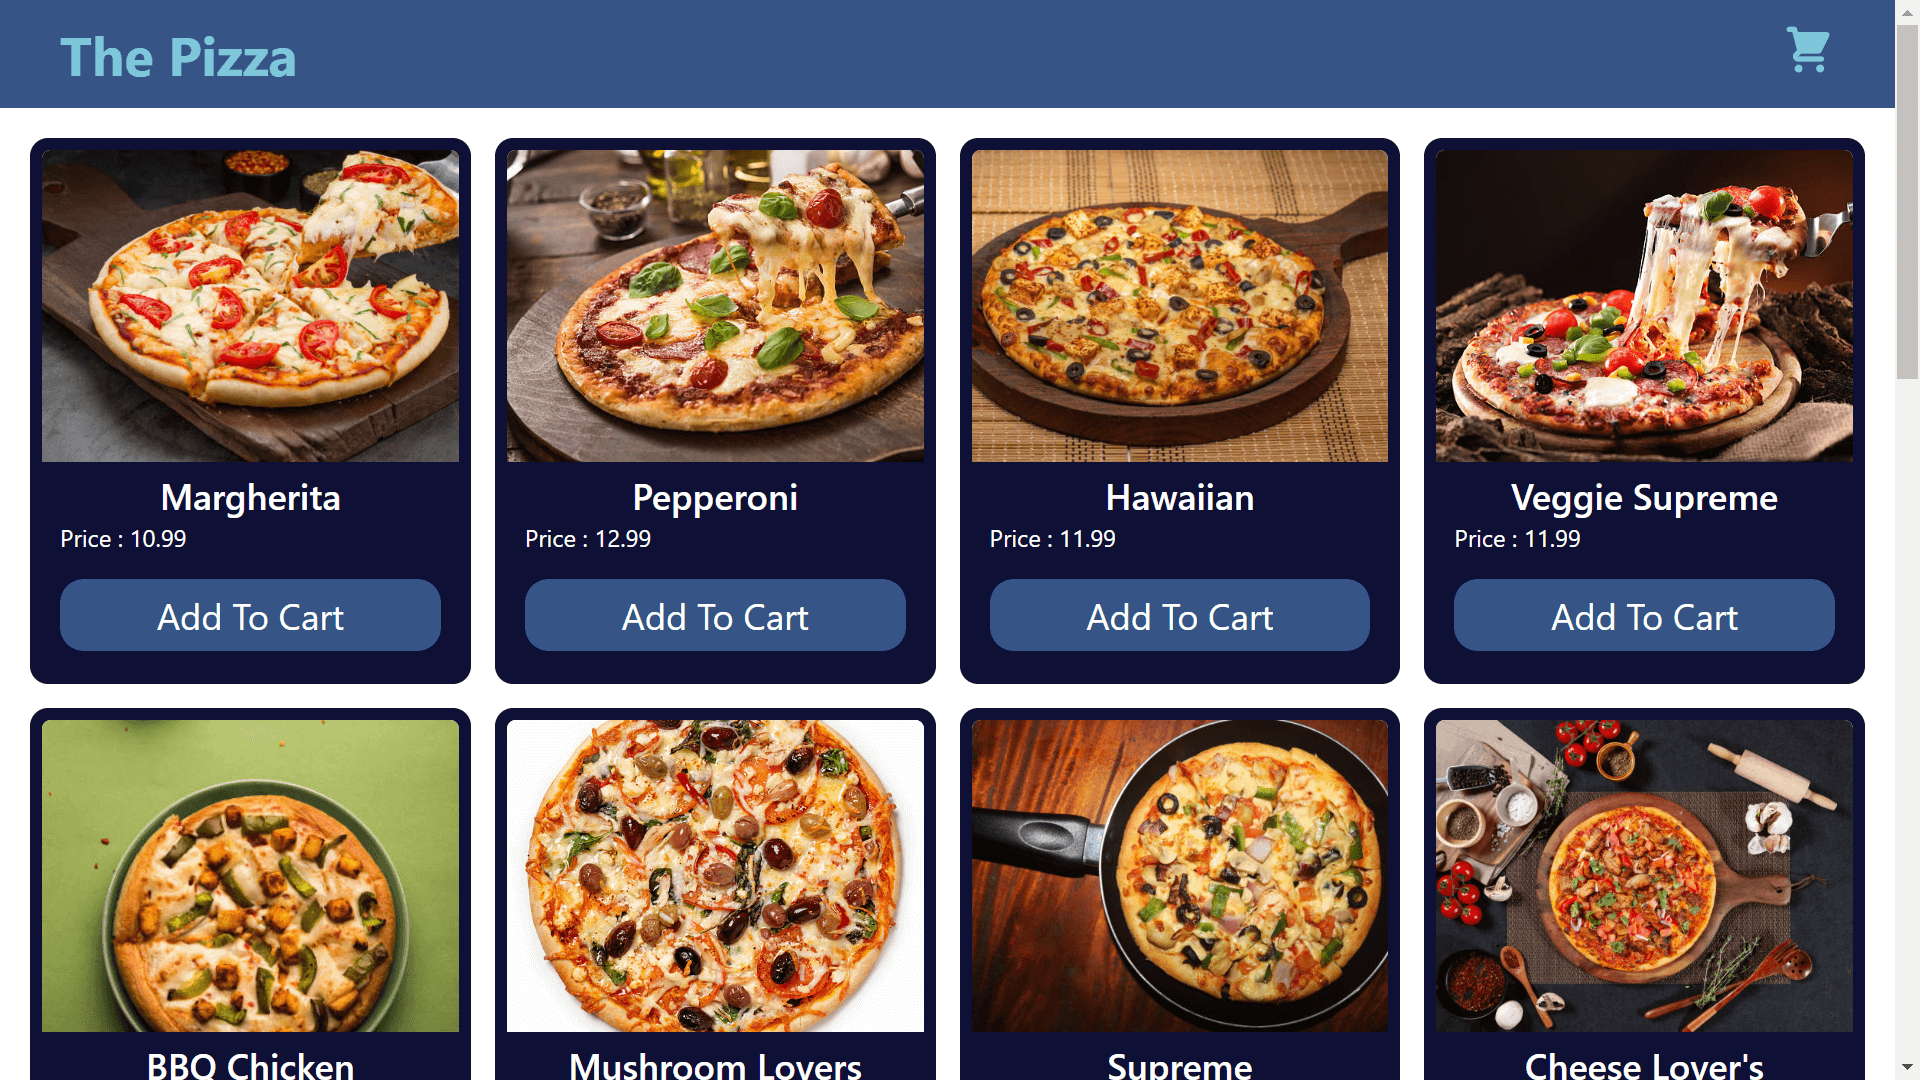 The Pizza
Margherita
Price : 10.99
Add To Cart
Pepperoni
Price : 12.99
Add To Cart
Hawaiian
Price : 11.99
Add To Cart
Veggie Supreme
Price : 11.99
Add To Cart
BBQ Chicken
Mushroom Lovers
Supreme
Cheese Lover's